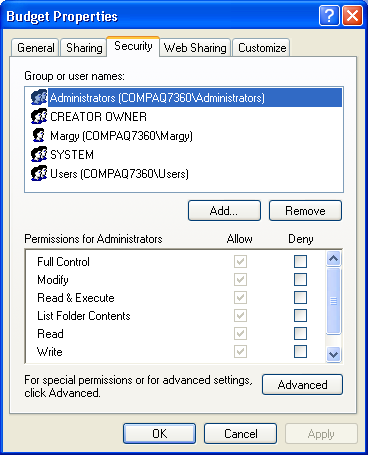 Budget Properties
General Sharing Security Web Sharing Customize
Group or user names:
Administrators (COMPAQ7360\Administrators)
CREATOR OWNER
Margy (COMPAQ7360\Margy)
SYSTEM
Users (COMPAQ7360\Users)
Add... Remove
Permissions for Administrators Allow Deny
Full Control
Modify
Read & Execute
List Folder Contents
Read
Write
For special permissions or for advanced settings,
click Advanced. Advanced
OK Cancel Apply